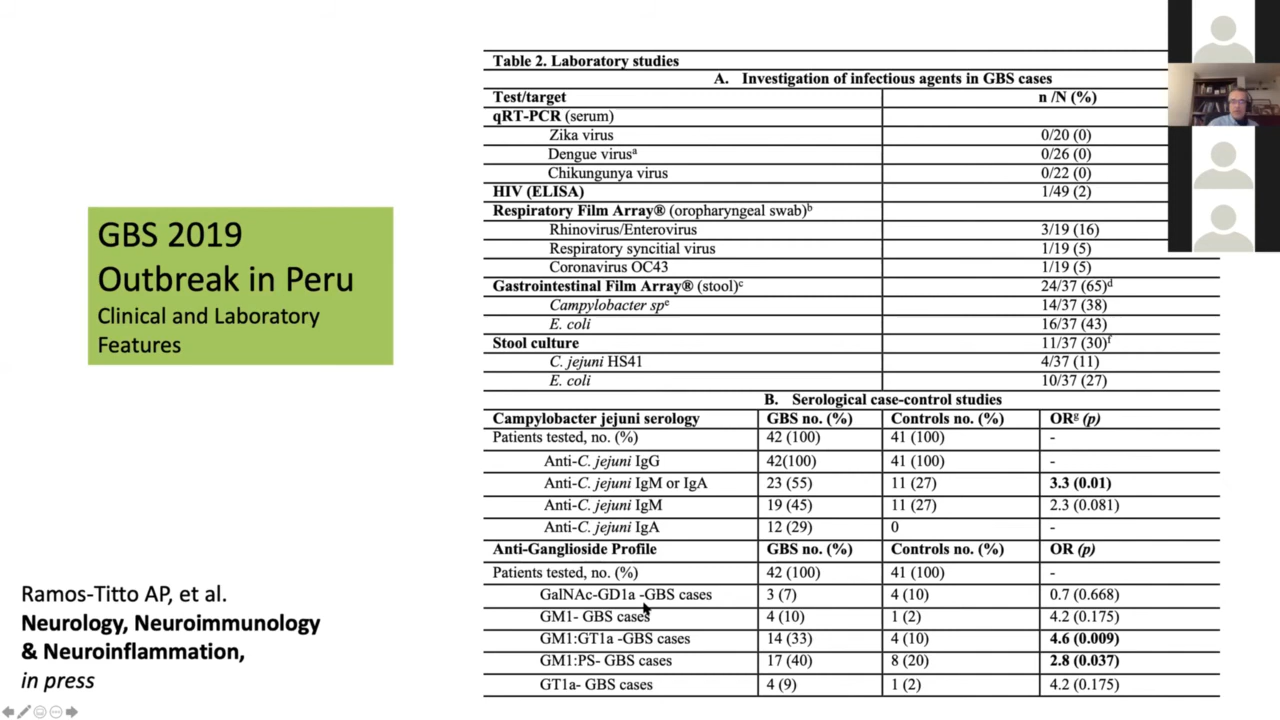 GBS 2019
Outbreak in Peru
Clinical and Laboratory
Features
Ramos-Titto AP, et al.
Neurology, Neuroimmunology
& Neuroinflammation,
in press
Table 2. Laboratory studies
A. Investigation of infectious agents in GBS cases
Test/target n /N (%)
qRT-PCR (serum)
Zika virus 0/20 (0)
Dengue virusᵃ 0/26 (0)
Chikungunya virus 0/22 (0)
HIV (ELISA) 1/49 (2)
Respiratory Film Array® (oropharyngeal swab)ᵇ
Rhinovirus/Enterovirus 3/19 (16)
Respiratory syncitial virus 1/19 (5)
Coronavirus OC43 1/19 (5)
Gastrointestinal Film Array® (stool)ᶜ 24/37 (65)ᵈ
Campylobacter spᵉ 14/37 (38)
E. coli 16/37 (43)
Stool culture 11/37 (30)ᶠ
C. jejuni HS41 4/37 (11)
E. coli 10/37 (27)
B. Serological case-control studies
Campylobacter jejuni serology GBS no. (%) Controls no. (%) ORᵍ (p)
Patients tested, no. (%) 42 (100) 41 (100) -
Anti-C. jejuni IgG 42(100) 41 (100) -
Anti-C. jejuni IgM or IgA 23 (55) 11 (27) 3.3 (0.01)
Anti-C. jejuni IgM 19 (45) 11 (27) 2.3 (0.081)
Anti-C. jejuni IgA 12 (29) 0 -
Anti-Ganglioside Profile GBS no. (%) Controls no. (%) OR (p)
Patients tested, no. (%) 42 (100) 41 (100) -
GalNAc-GD1a -GBS cases 3 (7) 4 (10) 0.7 (0.668)
GM1- GBS cases 4 (10) 1 (2) 4.2 (0.175)
GM1:GT1a -GBS cases 14 (33) 4 (10) 4.6 (0.009)
GM1:PS- GBS cases 17 (40) 8 (20) 2.8 (0.037)
GT1a- GBS cases 4 (9) 1 (2) 4.2 (0.175)